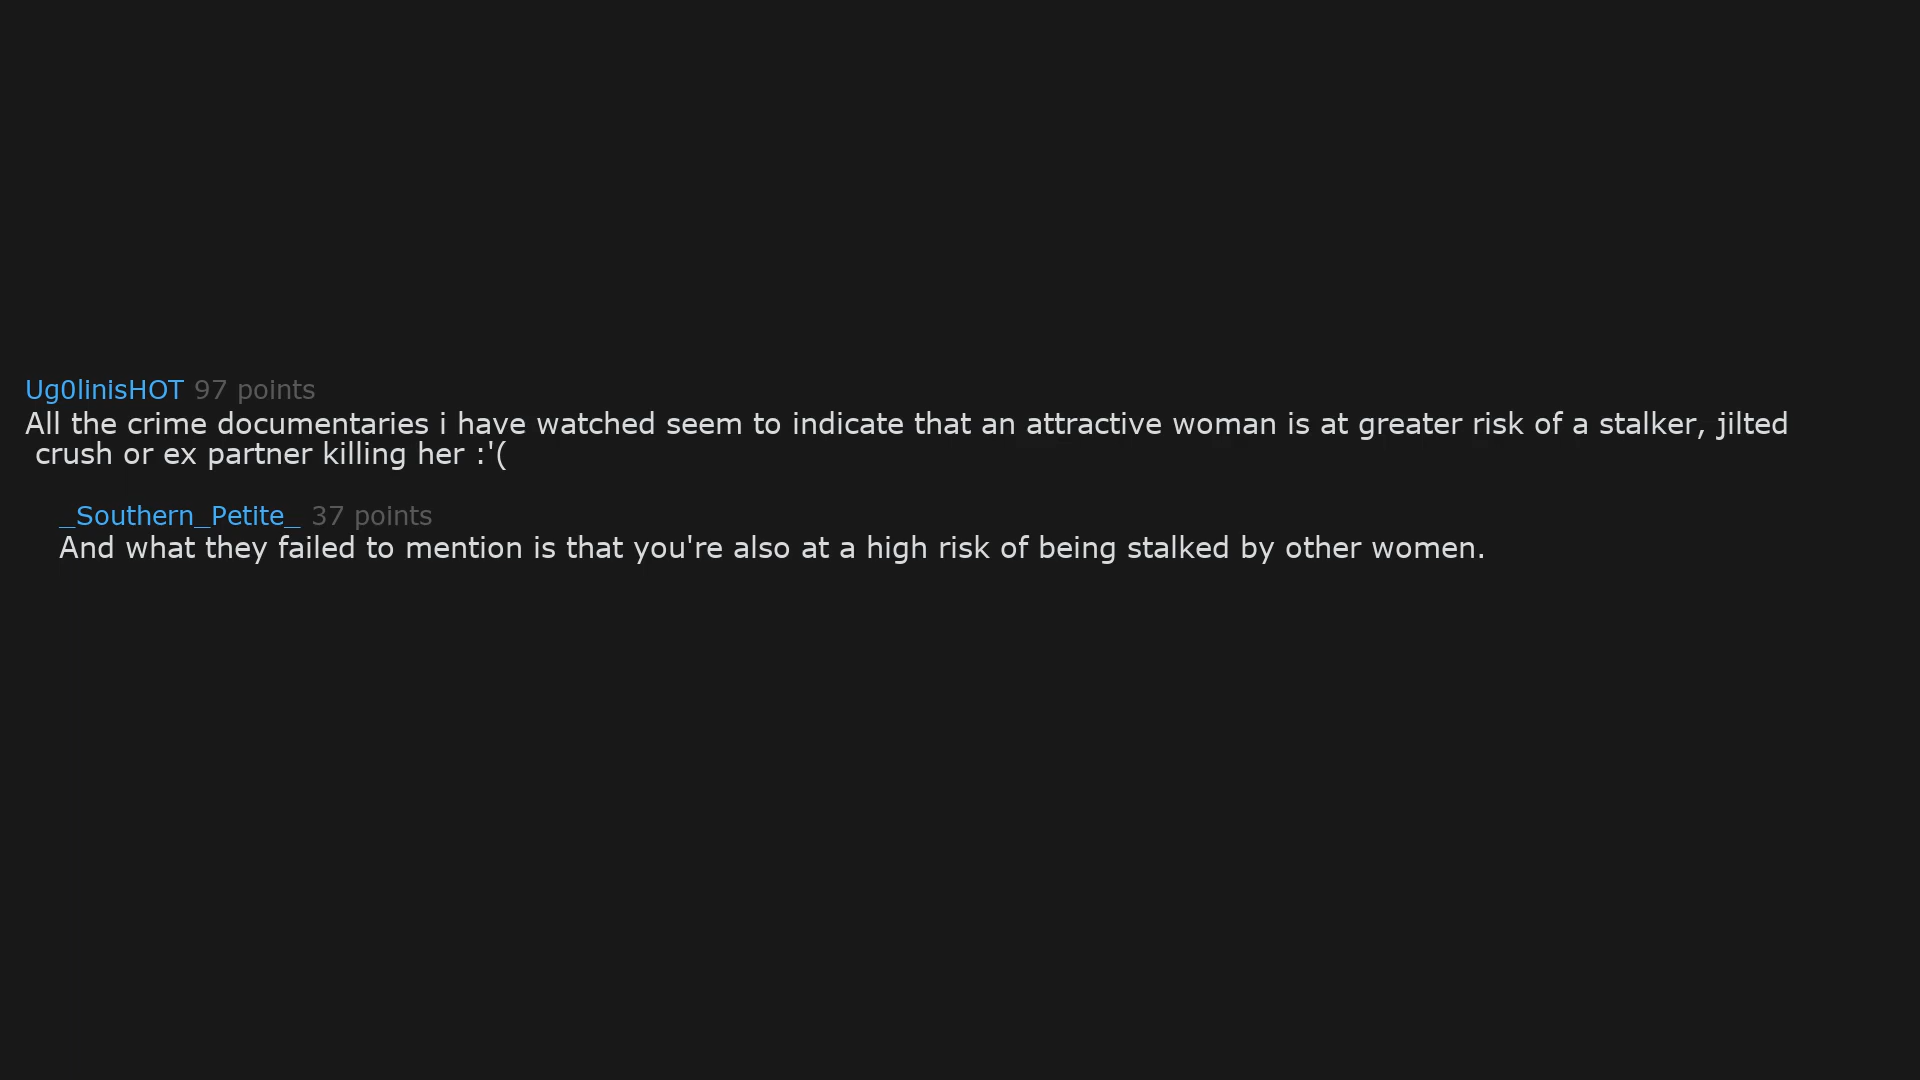 Ug0linisHOT 97 points
All the crime documentaries i have watched seem to indicate that an attractive woman is at greater risk of a stalker, jilted
crush or ex partner killing her :'(
_Southern_Petite_ 37 points
And what they failed to mention is that you're also at a high risk of being stalked by other women.